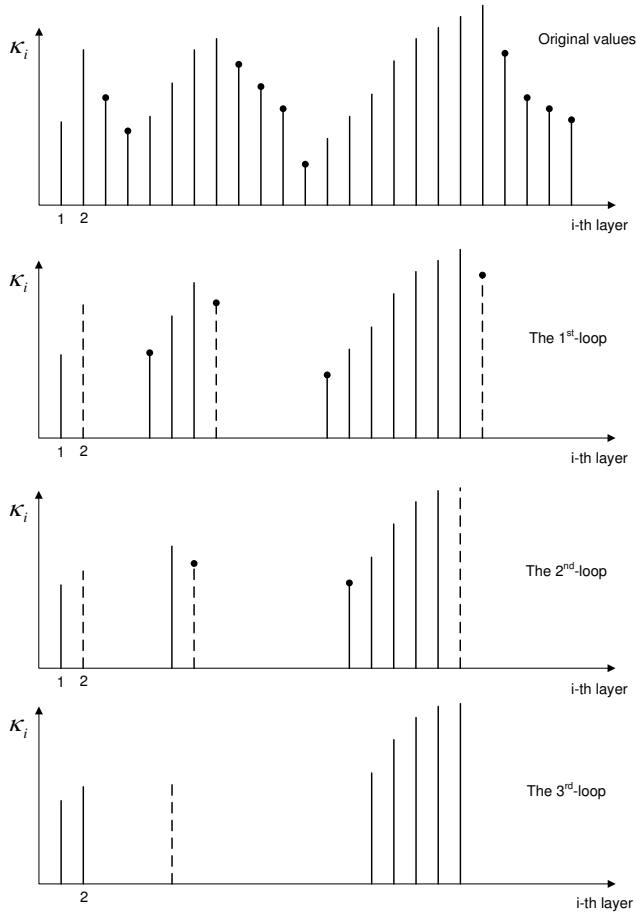 κi
Original values
1 2
i-th layer
κi
The 1st-loop
1 2
i-th layer
κi
The 2nd-loop
1 2
i-th layer
κi
The 3rd-loop
2
i-th layer